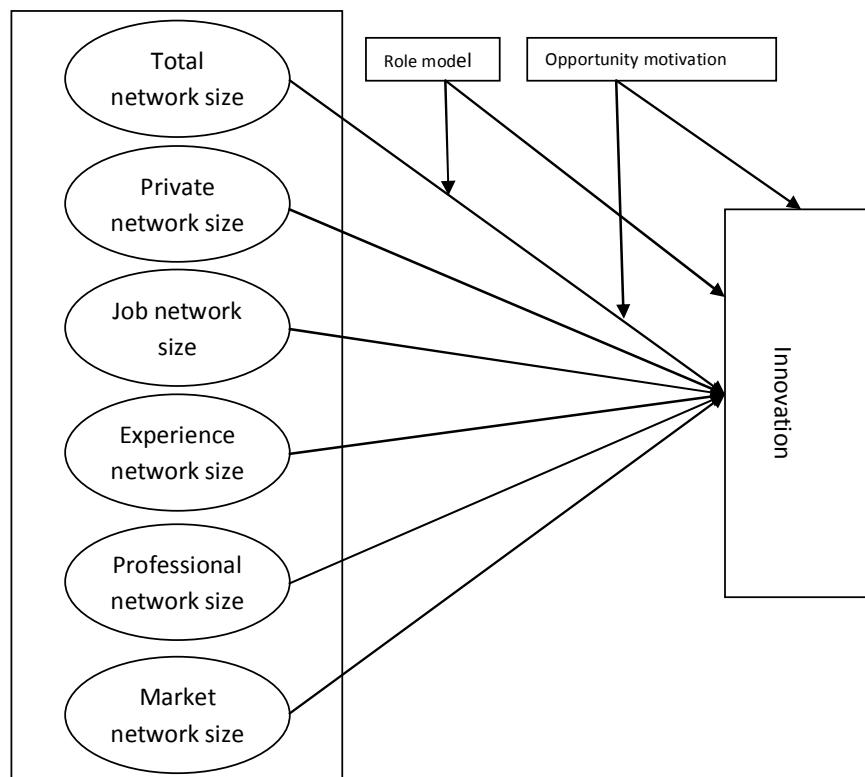 Total
network size
Private
network size
Job network
size
Experience
network size
Professional
network size
Market
network size
Role model
Opportunity motivation
Innovation